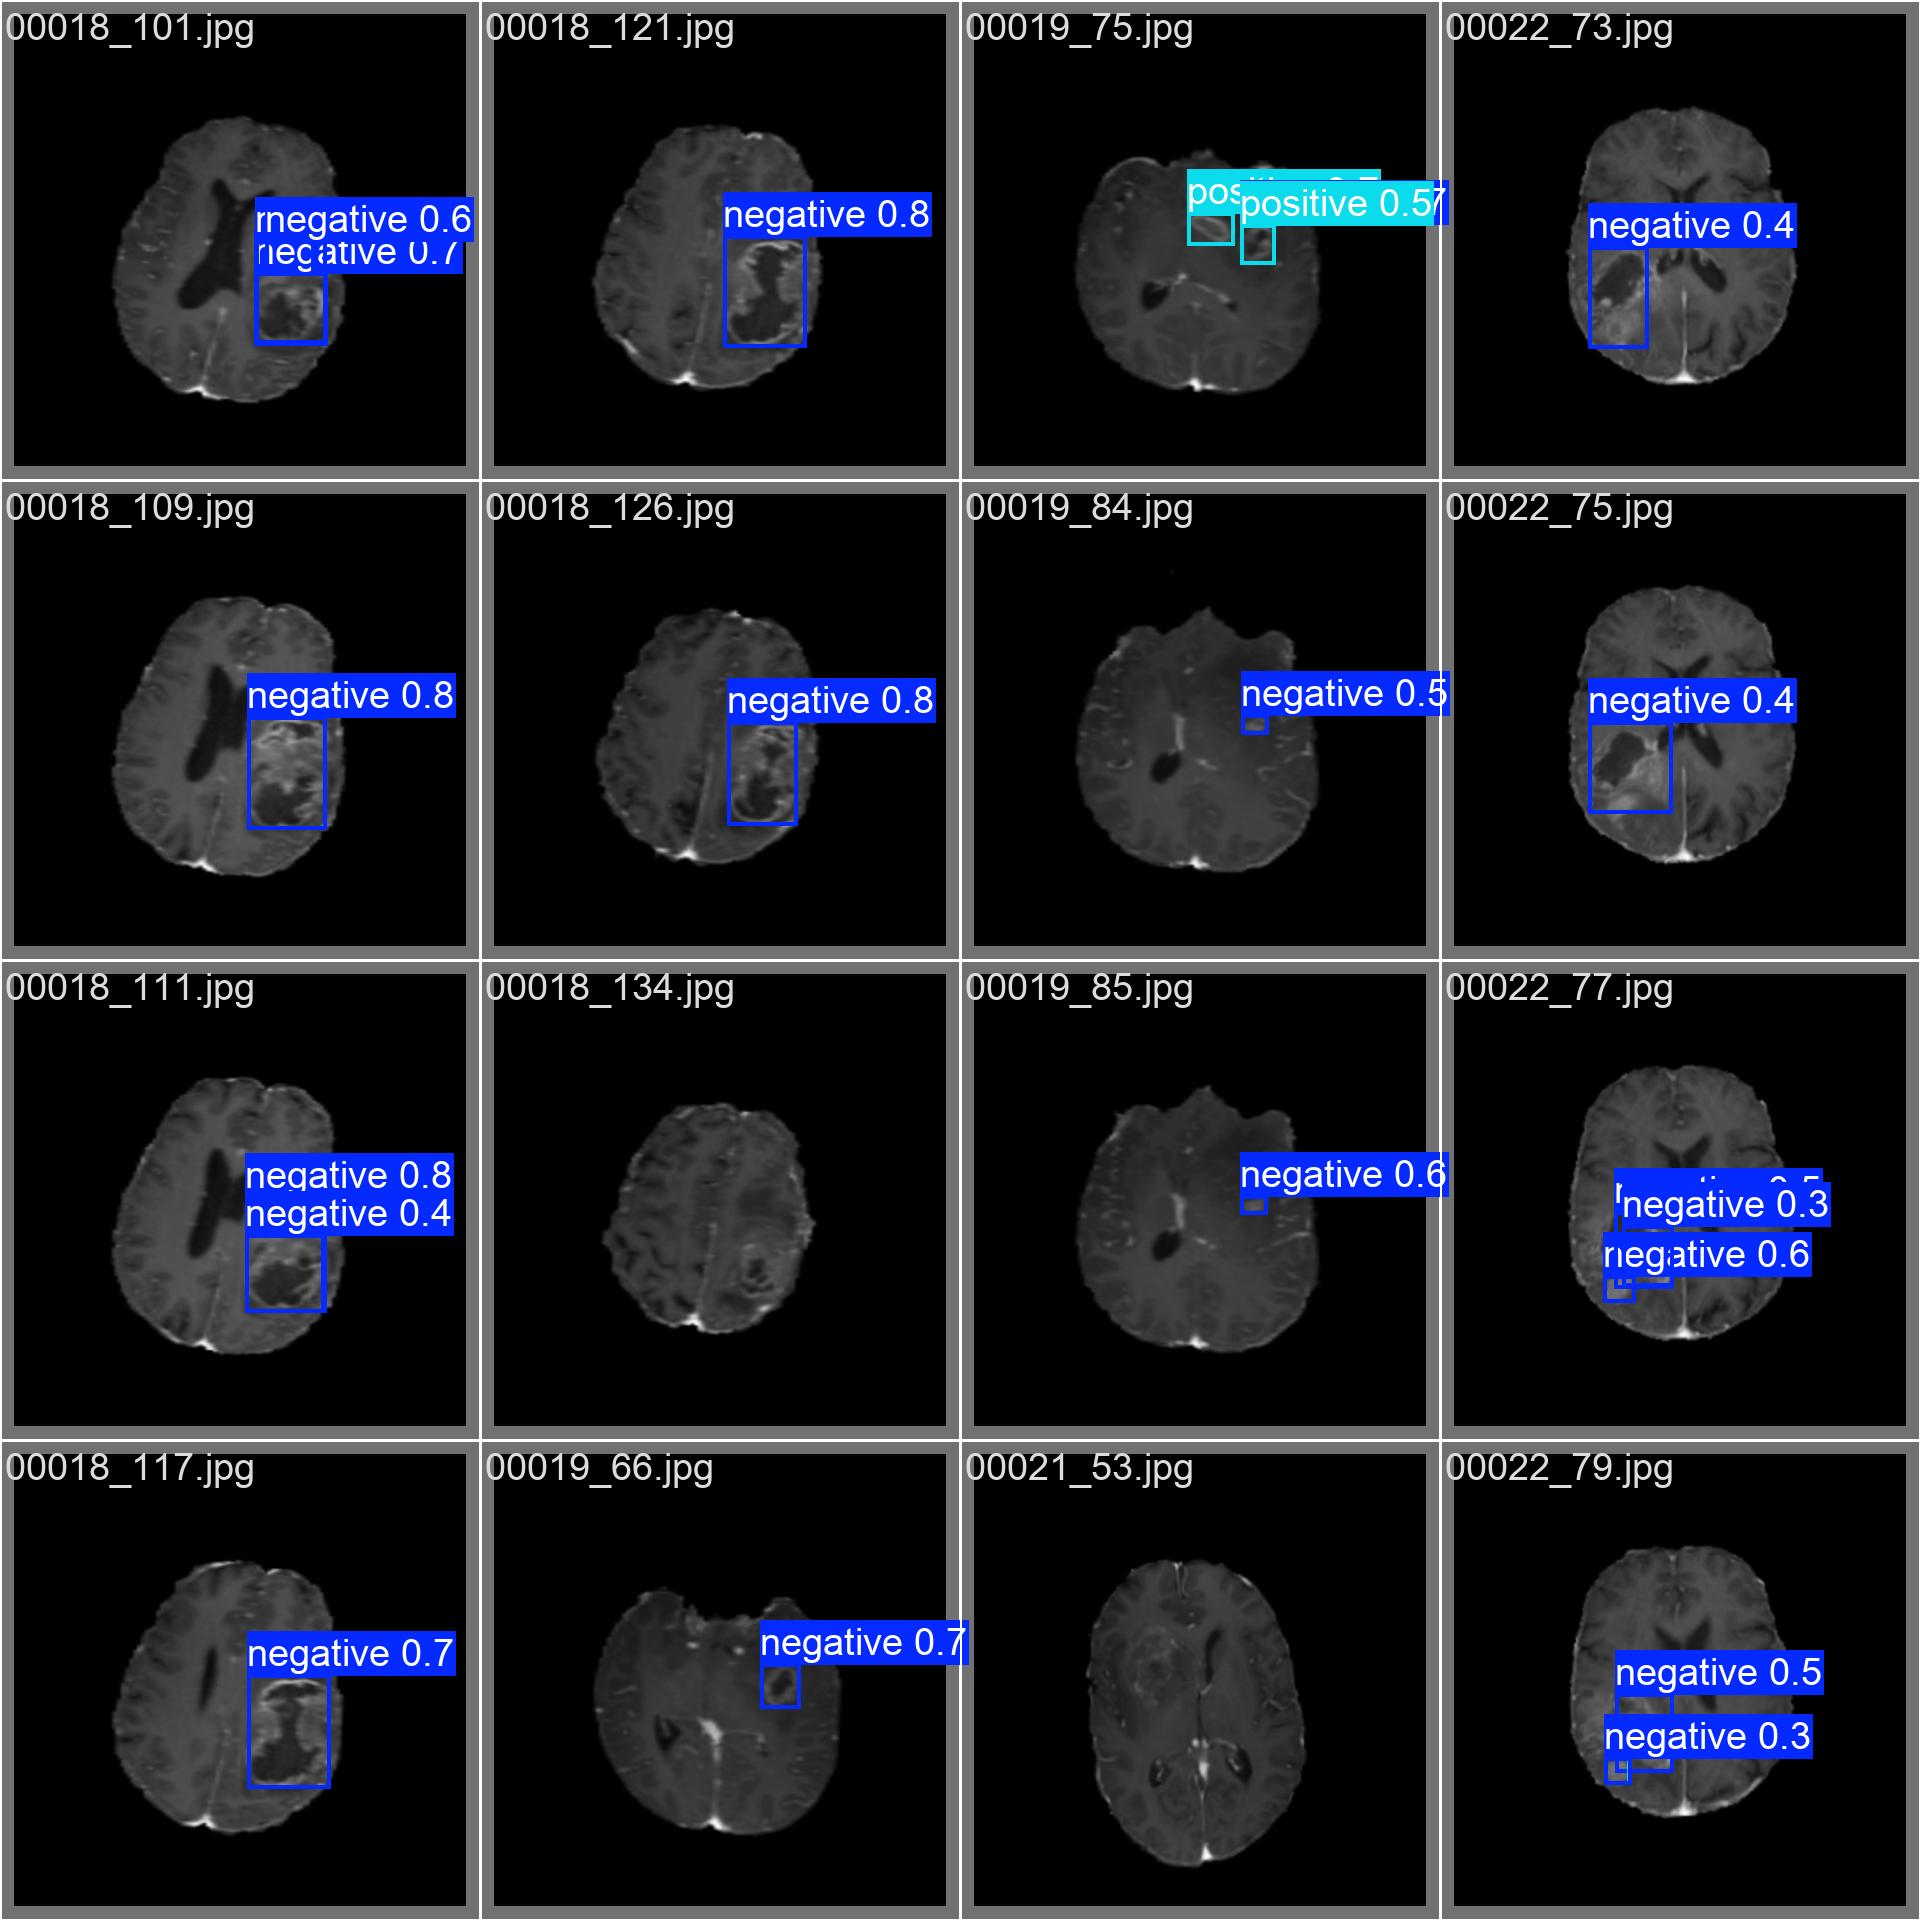 00018_101.jpg
negative 0.6
negative 0.7
00018_121.jpg
negative 0.8
00019_75.jpg
positive 0.5
00022_73.jpg
negative 0.4
00018_109.jpg
negative 0.8
00018_126.jpg
negative 0.8
00019_84.jpg
negative 0.5
00022_75.jpg
negative 0.4
00018_111.jpg
negative 0.8
negative 0.4
00018_134.jpg
00019_85.jpg
negative 0.6
00022_77.jpg
negative 0.3
negative 0.6
00018_117.jpg
negative 0.7
00019_66.jpg
negative 0.7
00021_53.jpg
00022_79.jpg
negative 0.5
negative 0.3